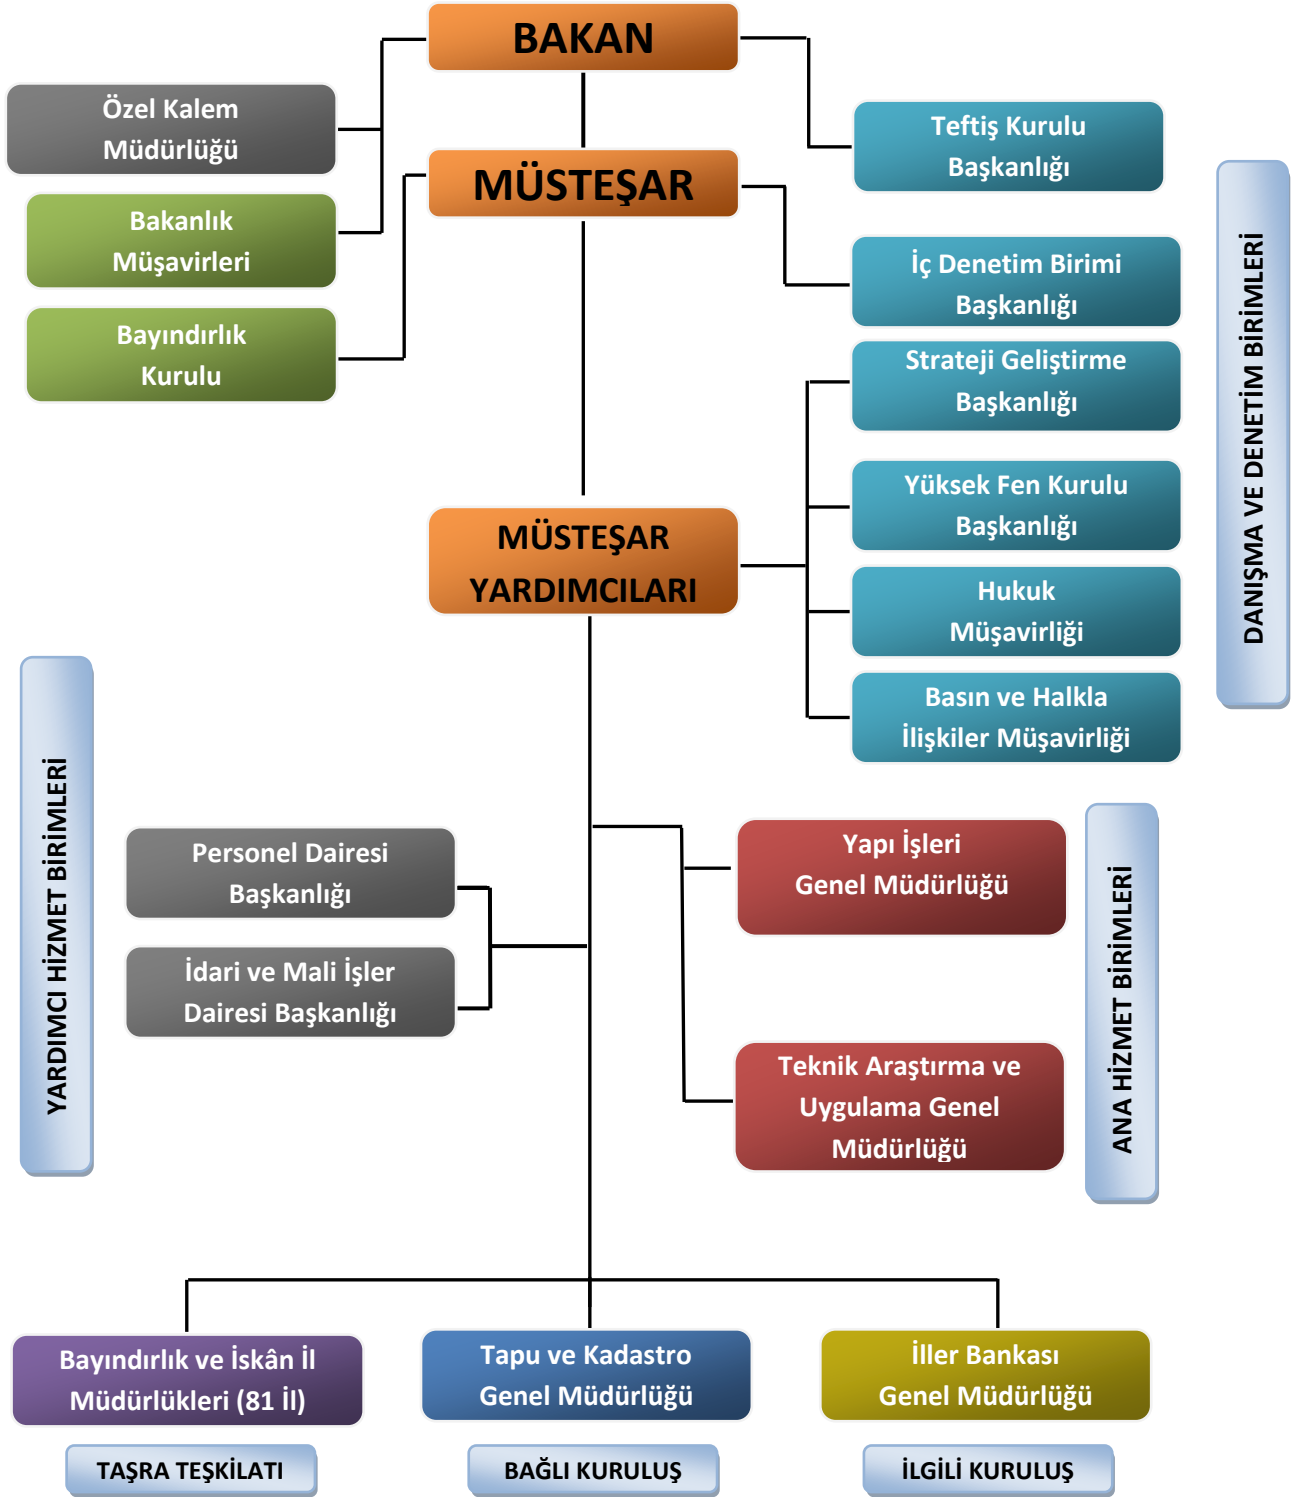 BAKAN
Özel Kalem
Müdürlüğü
Teftiş Kurulu
Başkanlığı
MÜSTEŞAR
Bakanlık
Müşavirleri
İç Denetim Birimi
Başkanlığı
Bayındırlık
Kurulu
Strateji Geliştirme
Başkanlığı
Yüksek Fen Kurulu
Başkanlığı
MÜSTEŞAR
YARDIMCILARI
Hukuk
Müşavirliği
Basın ve Halkla
İlişkiler Müşavirliği
DANIŞMA VE DENETİM BİRİMLERİ
YARDIMCI HİZMET BİRİMLERİ
Personel Dairesi
Başkanlığı
İdari ve Mali İşler
Dairesi Başkanlığı
Yapı İşleri
Genel Müdürlüğü
Teknik Araştırma ve
Uygulama Genel
Müdürlüğü
ANA HİZMET BİRİMLERİ
Bayındırlık ve İskân İl
Müdürlükleri (81 İl)
Tapu ve Kadastro
Genel Müdürlüğü
İller Bankası
Genel Müdürlüğü
TAŞRA TEŞKİLATI
BAĞLI KURULUŞ
İLGİLİ KURULUŞ